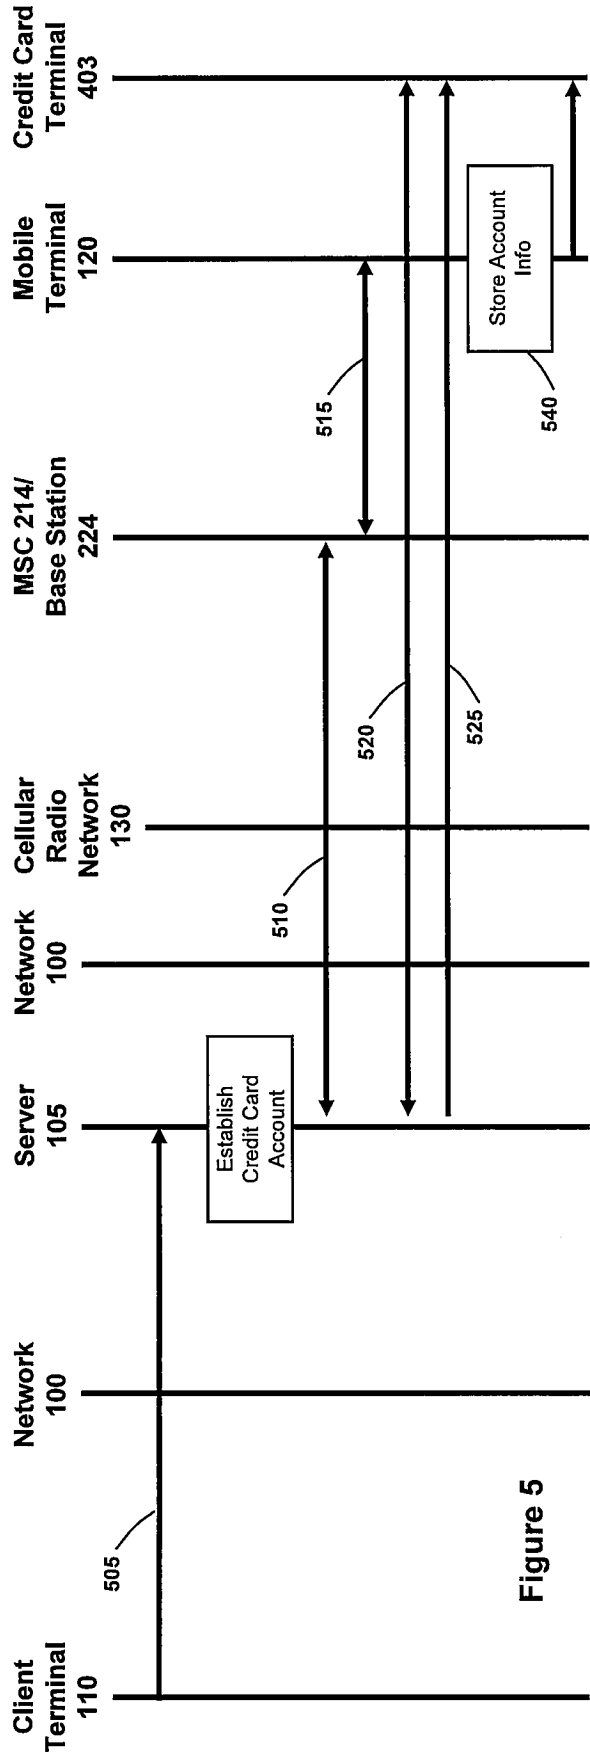 Client
Terminal
110
Network
100
Server
105
Network
100
Cellular
Radio
Network
130
MSC 214/
Base Station
224
Mobile
Terminal
120
Credit Card
Terminal
403
505
Establish
Credit Card
Account
510
515
520
525
Store Account
Info
540
Figure 5